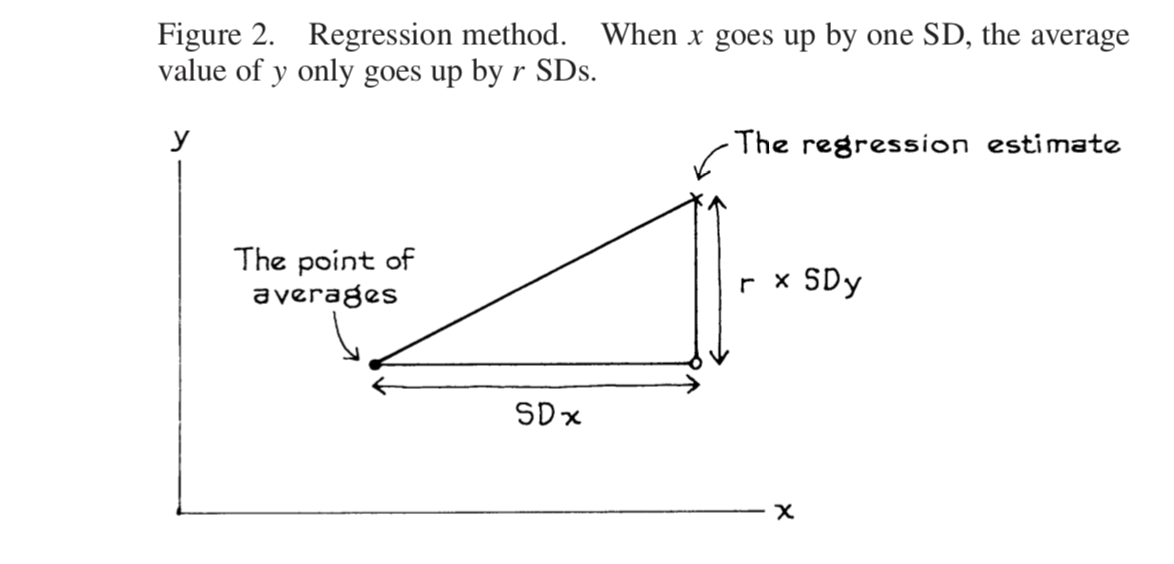 Figure 2. Regression method. When x goes up by one SD, the average
value of y only goes up by r SDs.
y
The regression estimate
The point of
averages
r × SDy
SDx
x